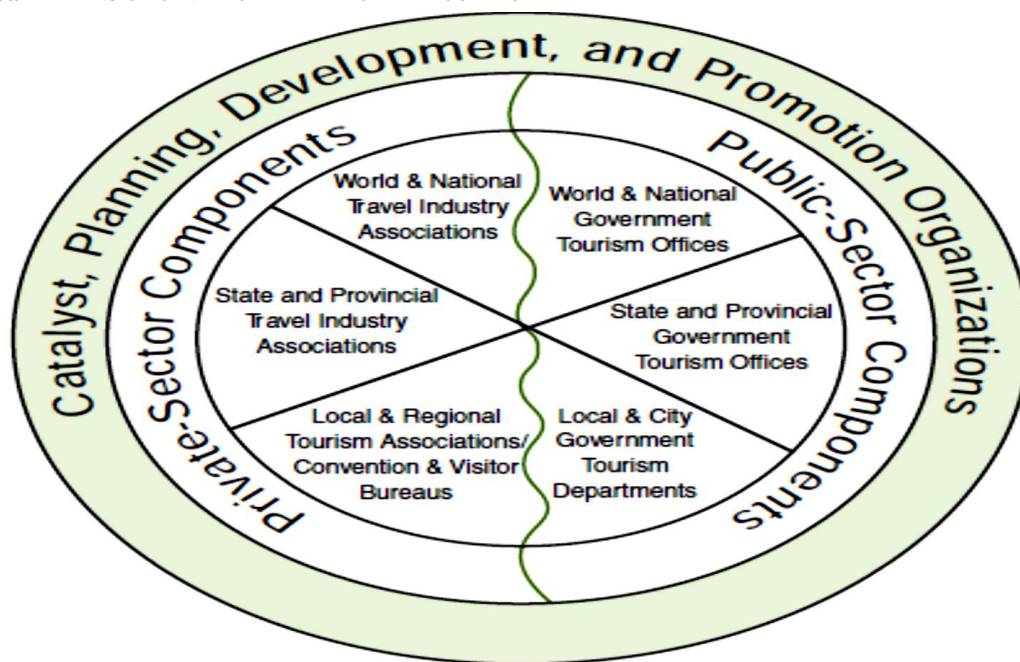 Catalyst, Planning, Development, and Promotion Organizations
Private-Sector Components
Public-Sector Components
World & National
Travel Industry
Associations
World & National
Government
Tourism Offices
State and Provincial
Travel Industry
Associations
State and Provincial
Government
Tourism Offices
Local & Regional
Tourism Associations/
Convention & Visitor
Bureaus
Local & City
Government
Tourism
Departments